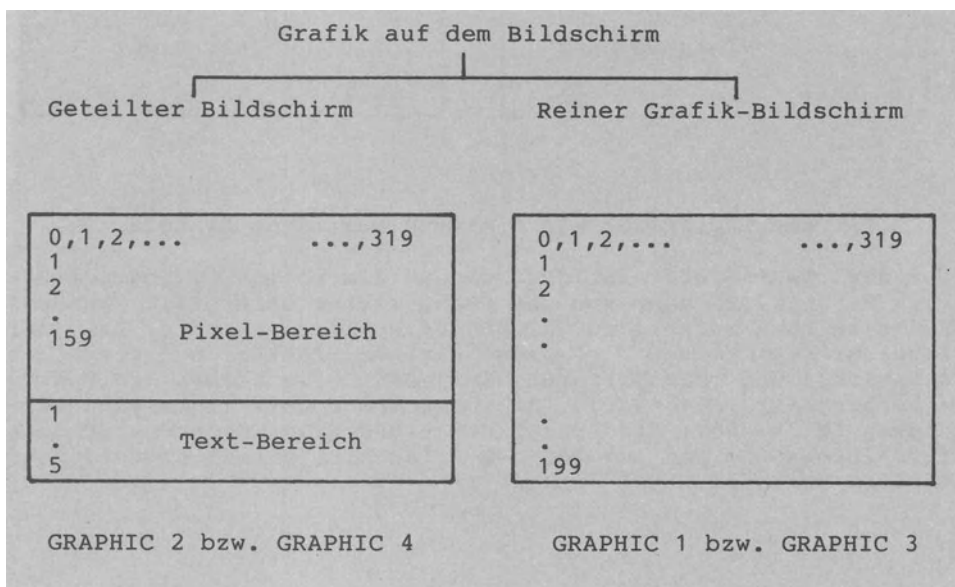 Grafik auf dem Bildschirm
Geteilter Bildschirm
Reiner Grafik-Bildschirm
0,1,2,... ...,319
1
2
.
.
159 Pixel-Bereich
1
. Text-Bereich
5
0,1,2,... ...,319
1
2
.
.
.
.
199
GRAPHIC 2 bzw. GRAPHIC 4
GRAPHIC 1 bzw. GRAPHIC 3